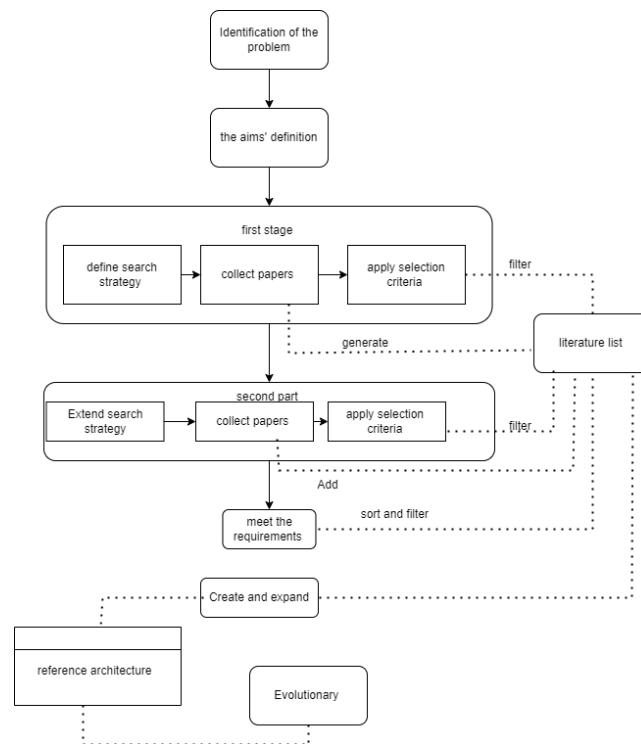 Identification of the
problem
the aims' definition
first stage
define search
strategy
collect papers
apply selection
criteria
filter
generate
literature list
second part
Extend search
strategy
collect papers
apply selection
criteria
filter
Add
meet the
requirements
sort and filter
Create and expand
reference architecture
Evolutionary